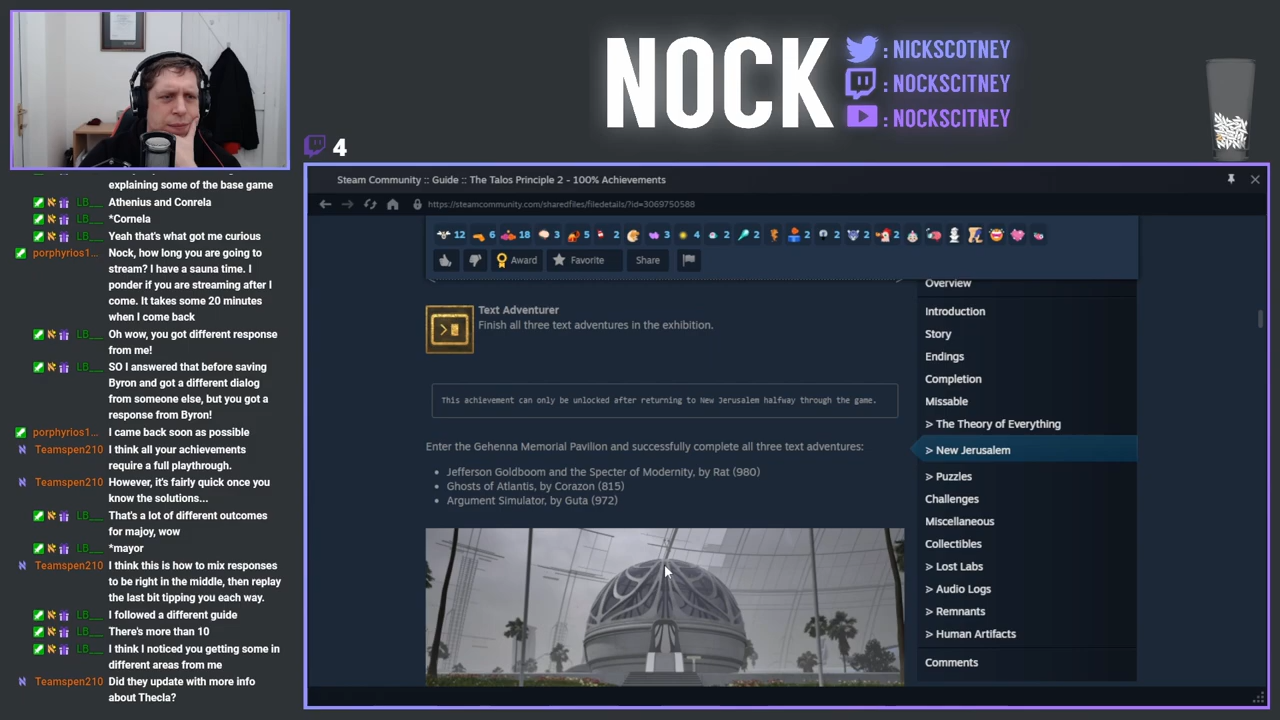 NOCK
: NICKSCOTNEY
: NOCKSCITNEY
: NOCKSCITNEY
4
explaining some of the base game
LB__ Athenius and Conrela
LB__ *Cornela
LB__ Yeah that's what got me curious
porphyrios1... Nock, how long you are going to
stream? I have a sauna time. I
ponder if you are streaming after I
come. It takes some 20 minutes
when I come back
LB__ Oh wow, you got different response
from me!
LB__ SO I answered that before saving
Byron and got a different dialog
from someone else, but you got a
response from Byron!
porphyrios1... I came back soon as possible
Teamspen210 I think all your achievements
require a full playthrough.
Teamspen210 However, it's fairly quick once you
know the solutions...
LB__ That's a lot of different outcomes
for majoy, wow
LB__ *mayor
Teamspen210 I think this is how to mix responses
to be right in the middle, then replay
the last bit tipping you each way.
LB__ I followed a different guide
LB__ There's more than 10
LB__ I think I noticed you getting some in
different areas from me
Teamspen210 Did they update with more info
about Thecla?
Steam Community :: Guide :: The Talos Principle 2 - 100% Achievements
https://steamcommunity.com/sharedfiles/filedetails/?id=3069750588
12 6 18 3 5 2 2 3 4 2 2 2 2 2 2 2
Award Favorite Share
Text Adventurer
Finish all three text adventures in the exhibition.
This achievement can only be unlocked after returning to New Jerusalem halfway through the game.
Enter the Gehenna Memorial Pavilion and successfully complete all three text adventures:
• Jefferson Goldboom and the Specter of Modernity, by Rat (980)
• Ghosts of Atlantis, by Corazon (815)
• Argument Simulator, by Guta (972)
Overview
Introduction
Story
Endings
Completion
Missable
> The Theory of Everything
> New Jerusalem
> Puzzles
Challenges
Miscellaneous
Collectibles
> Lost Labs
> Audio Logs
> Remnants
> Human Artifacts
Comments